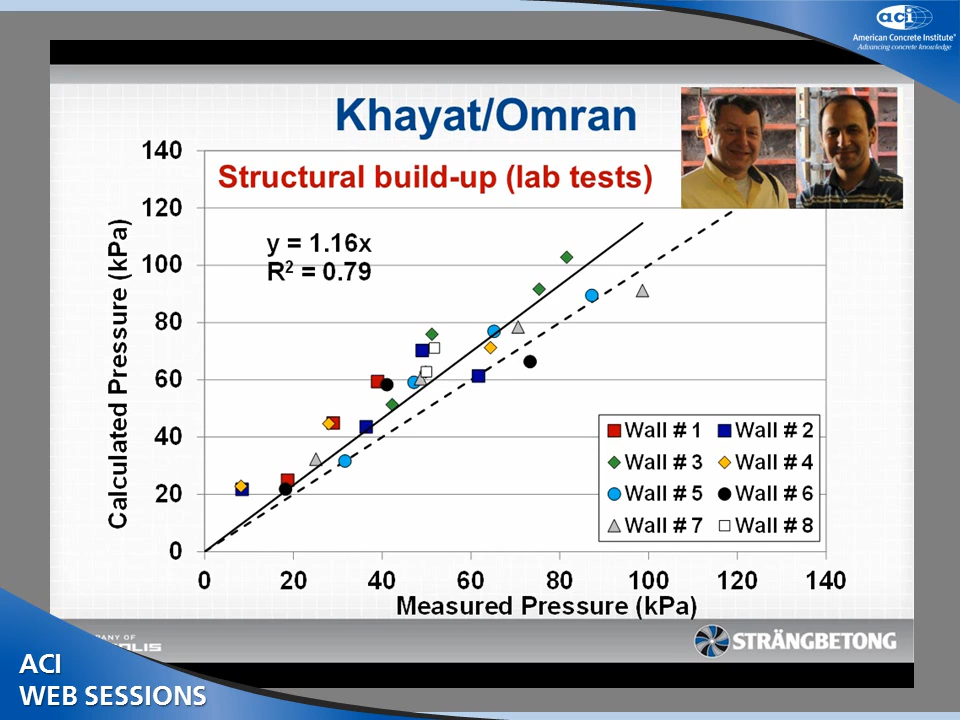 aci
American Concrete Institute®
Advancing concrete knowledge
Khayat/Omran
Structural build-up (lab tests)
y = 1.16x
R² = 0.79
140
120
100
80
60
40
20
0
Calculated Pressure (kPa)
Wall # 1
Wall # 2
Wall # 3
Wall # 4
Wall # 5
Wall # 6
Wall # 7
Wall # 8
0 20 40 60 80 100 120 140
Measured Pressure (kPa)
STRÄNGBETONG
ACI
WEB SESSIONS